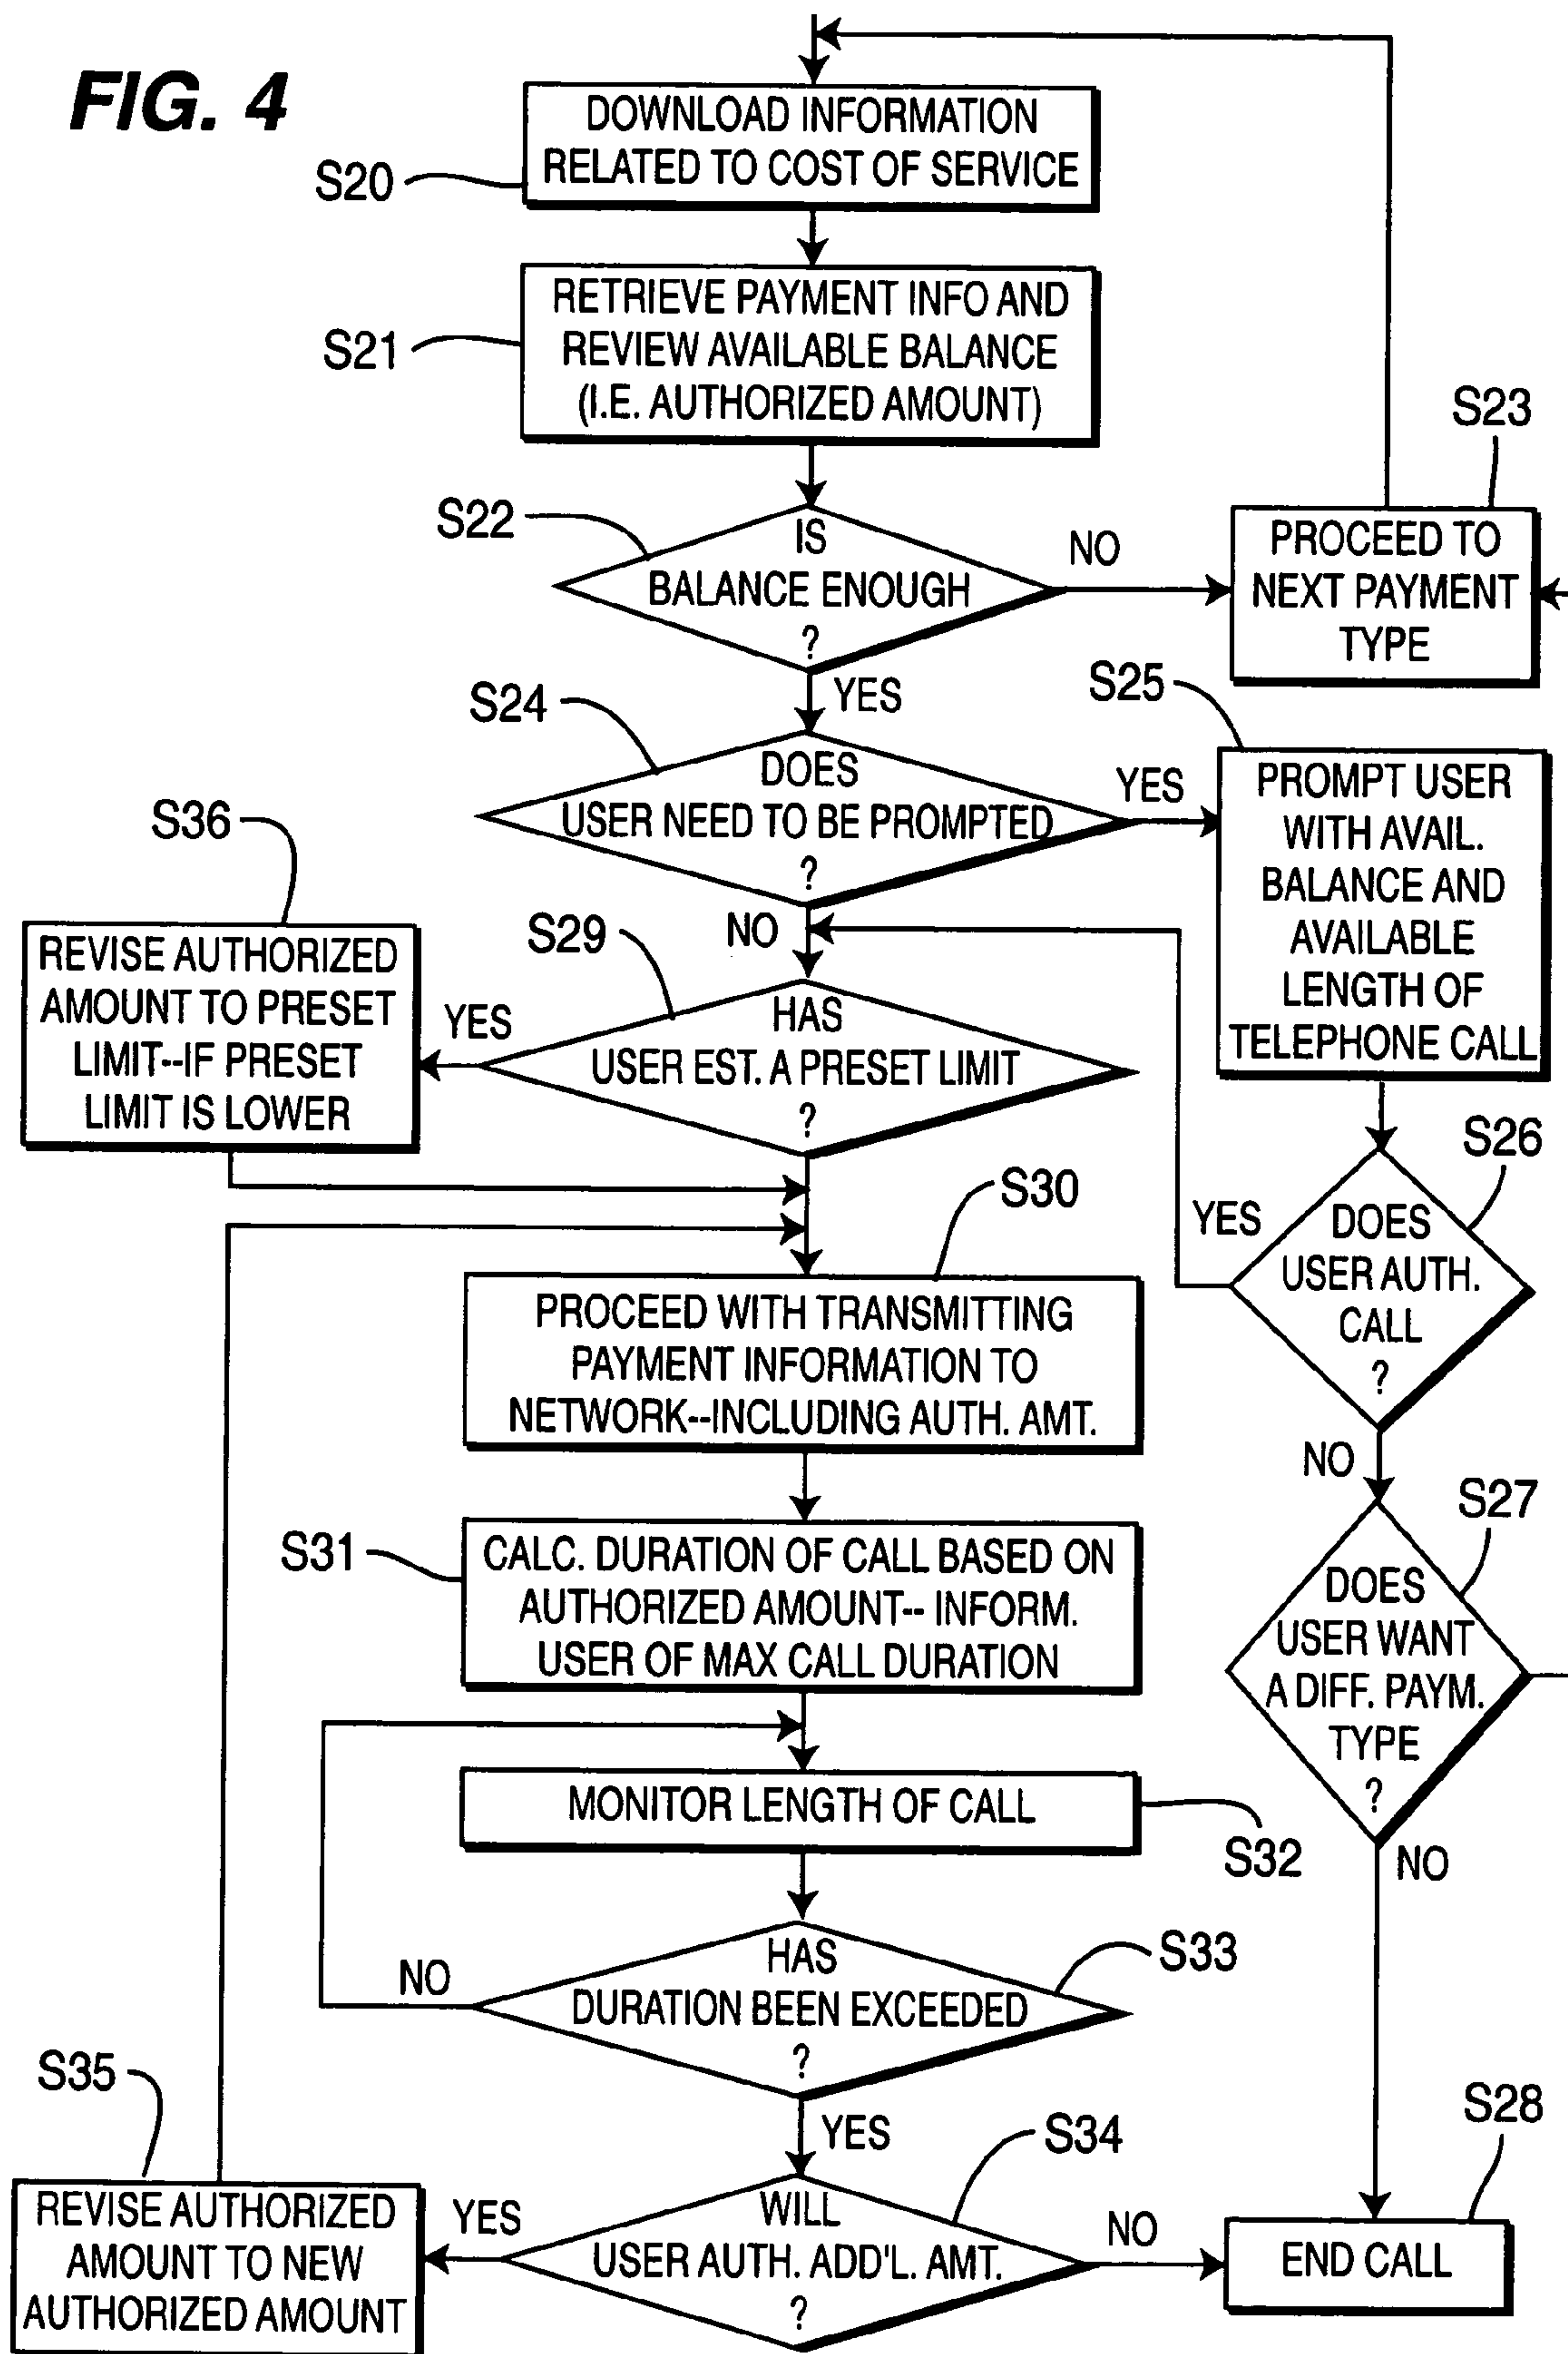 FIG. 4
DOWNLOAD INFORMATION
RELATED TO COST OF SERVICE
S20
RETRIEVE PAYMENT INFO AND
REVIEW AVAILABLE BALANCE
(I.E. AUTHORIZED AMOUNT)
S21
S22
IS
BALANCE ENOUGH
?
NO
S23
PROCEED TO
NEXT PAYMENT
TYPE
YES
S24
DOES
USER NEED TO BE PROMPTED
?
YES
S25
PROMPT USER
WITH AVAIL.
BALANCE AND
AVAILABLE
LENGTH OF
TELEPHONE CALL
NO
S36
REVISE AUTHORIZED
AMOUNT TO PRESET
LIMIT--IF PRESET
LIMIT IS LOWER
YES
S29
HAS
USER EST. A PRESET LIMIT
?
S26
YES
DOES
USER AUTH.
CALL
?
NO
S30
PROCEED WITH TRANSMITTING
PAYMENT INFORMATION TO
NETWORK--INCLUDING AUTH. AMT.
S27
DOES
USER WANT
A DIFF. PAYM.
TYPE
?
NO
S31
CALC. DURATION OF CALL BASED ON
AUTHORIZED AMOUNT-- INFORM.
USER OF MAX CALL DURATION
MONITOR LENGTH OF CALL
S32
NO
HAS
DURATION BEEN EXCEEDED
?
S33
YES
S35
REVISE AUTHORIZED
AMOUNT TO NEW
AUTHORIZED AMOUNT
YES
S34
WILL
USER AUTH. ADD'L. AMT.
?
NO
S28
END CALL